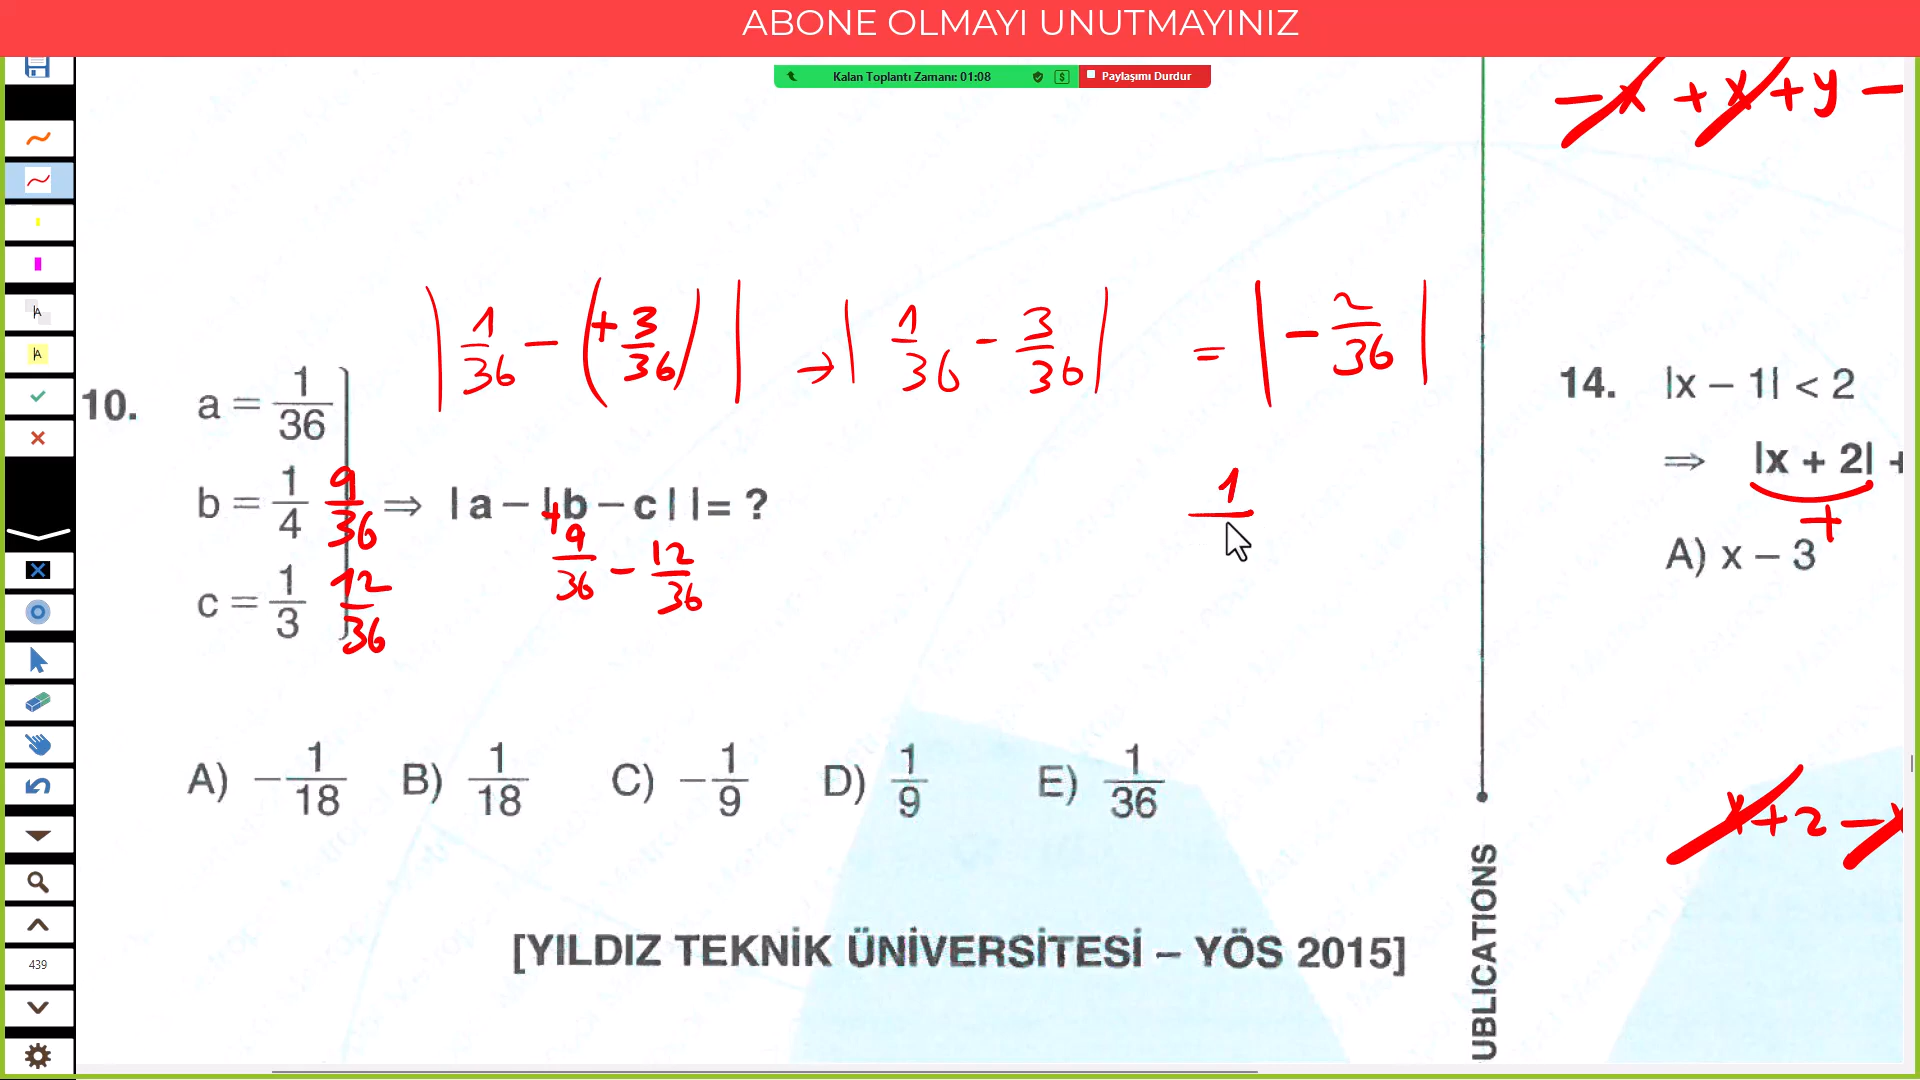 ABONE OLMAYI UNUTMAYINIZ
Kalan Toplantı Zamanı: 01:08
Paylaşımı Durdur
-x + x + y -
| 1/36 - (+ 3/36) | → | 1/36 - 3/36 | = | - 2/36 |
10.
a = 1/36
b = 1/4 9/36 ⇒ | a – | b – c | | = ?
c = 1/3 12/36
+
9/36 - 12/36
1
A) – 1/18 B) 1/18 C) – 1/9 D) 1/9 E) 1/36
[YILDIZ TEKNİK ÜNİVERSİTESİ – YÖS 2015]
UBLICATIONS
14. |x – 1| < 2
⇒ |x + 2| +
+
A) x – 3
x + 2 - x
439